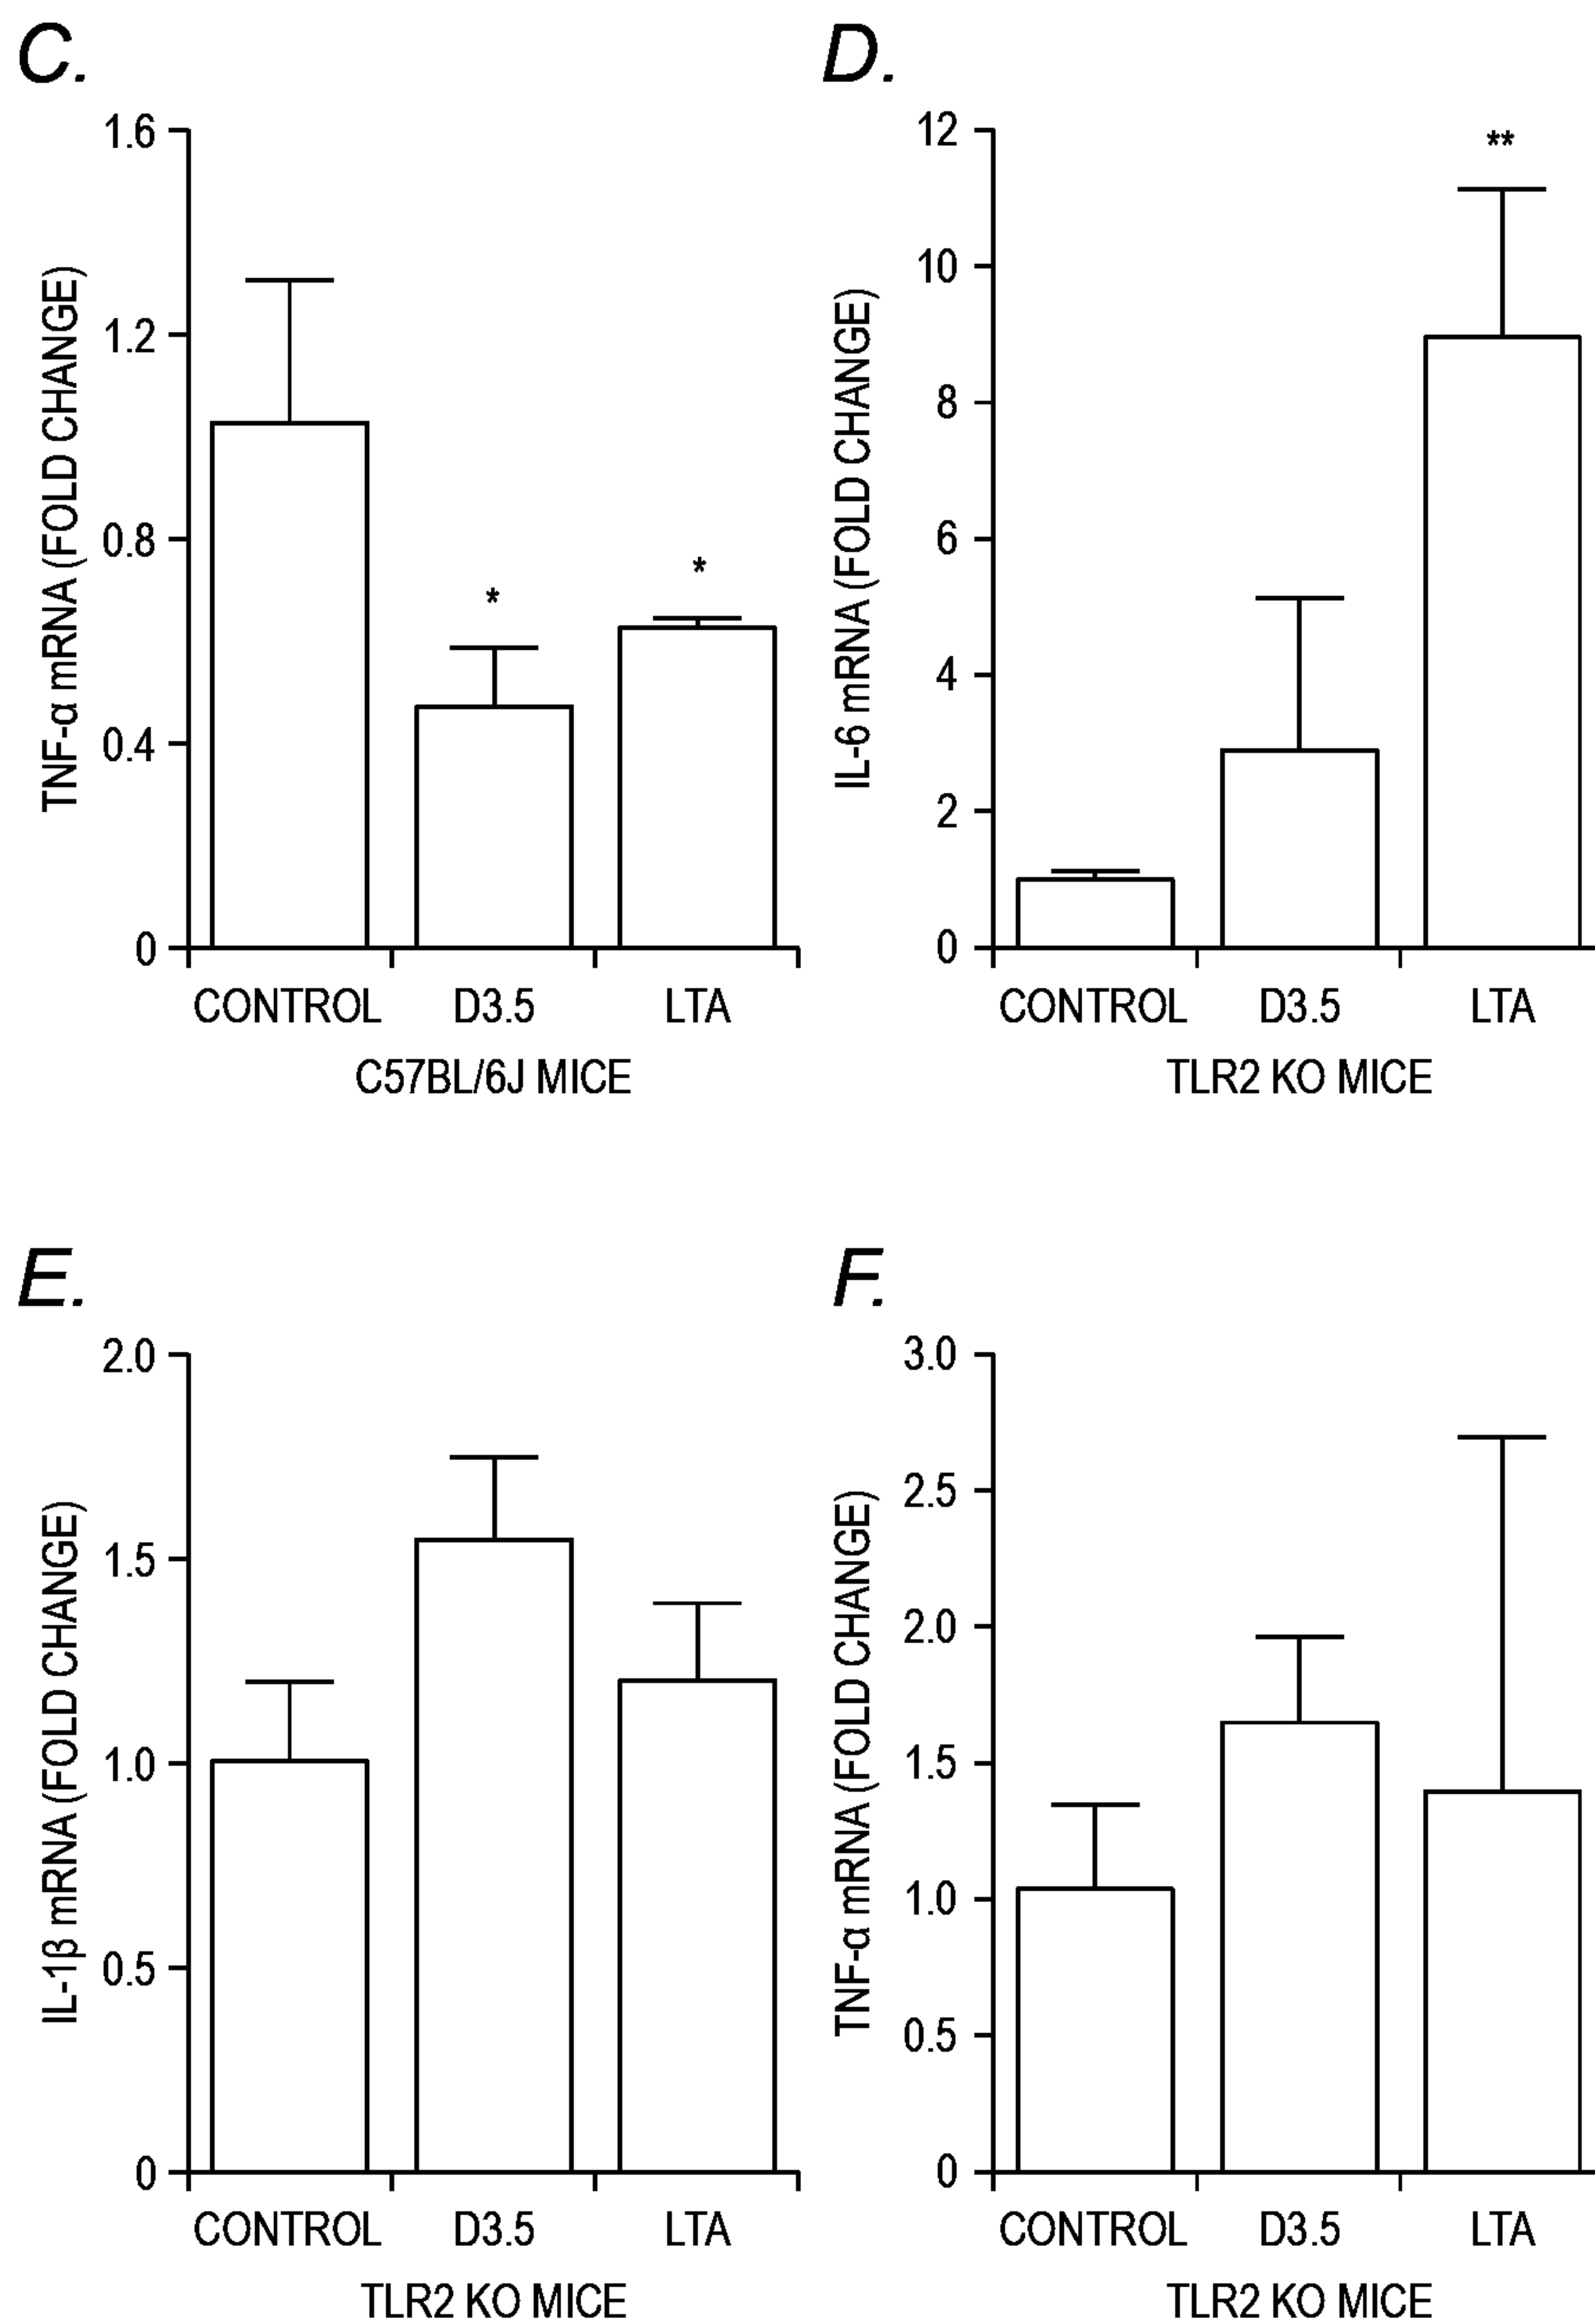 C.
TNF-α mRNA (FOLD CHANGE)
1.6
1.2
0.8
0.4
0
*
*
CONTROL D3.5 LTA
C57BL/6J MICE
D.
IL-6 mRNA (FOLD CHANGE)
12
10
8
6
4
2
0
**
CONTROL D3.5 LTA
TLR2 KO MICE
E.
IL-1β mRNA (FOLD CHANGE)
2.0
1.5
1.0
0.5
0
CONTROL D3.5 LTA
TLR2 KO MICE
F.
TNF-α mRNA (FOLD CHANGE)
3.0
2.5
2.0
1.5
1.0
0.5
0
CONTROL D3.5 LTA
TLR2 KO MICE